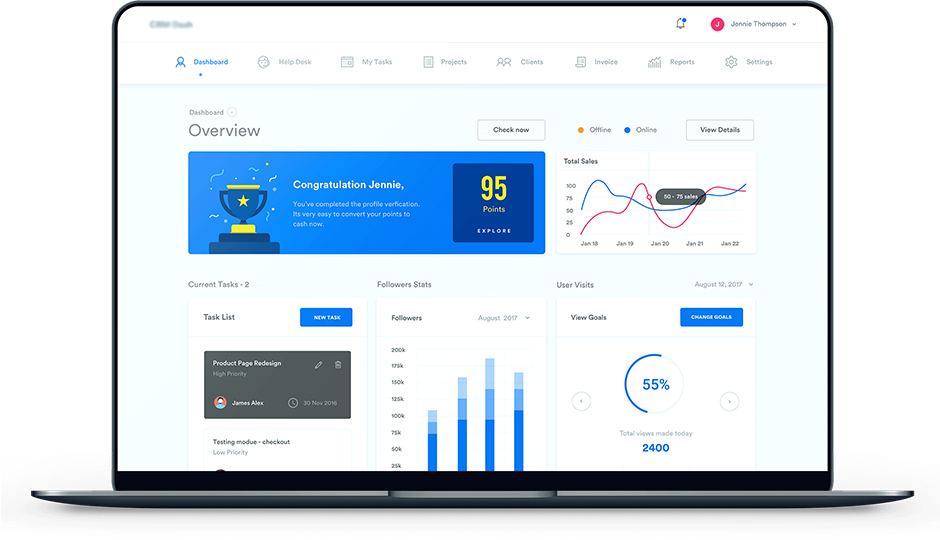 CRM Dash
J Jennie Thompson
Dashboard Help Desk My Tasks Projects Clients Invoice Reports Settings
Dashboard
Overview
Check now
Offline Online
View Details
Congratulation Jennie,
You've completed the profile verfication.
Its very easy to convert your points to
cash now.
95
Points
EXPLORE
Total Sales
100
75
50
25
0
50 - 75 sales
Jan 18 Jan 19 Jan 20 Jan 21 Jan 22
Current Tasks - 2
Task List
NEW TASK
Product Page Redesign
High Priority
James Alex
30 Nov 2016
Testing modue - checkout
Low Priority
Followers Stats
Followers
August 2017
200k
175k
150k
125k
100k
75k
50k
25k
User Visits
August 12, 2017
View Goals
CHANGE GOALS
55%
Total views made today
2400